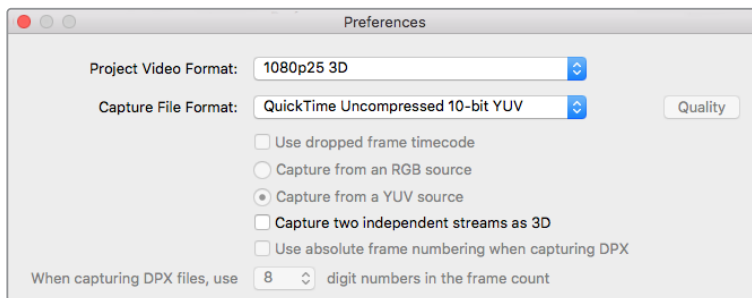 Preferences
Project Video Format: 1080p25 3D
Capture File Format: QuickTime Uncompressed 10-bit YUV Quality
Use dropped frame timecode
Capture from an RGB source
Capture from a YUV source
Capture two independent streams as 3D
Use absolute frame numbering when capturing DPX
When capturing DPX files, use 8 digit numbers in the frame count